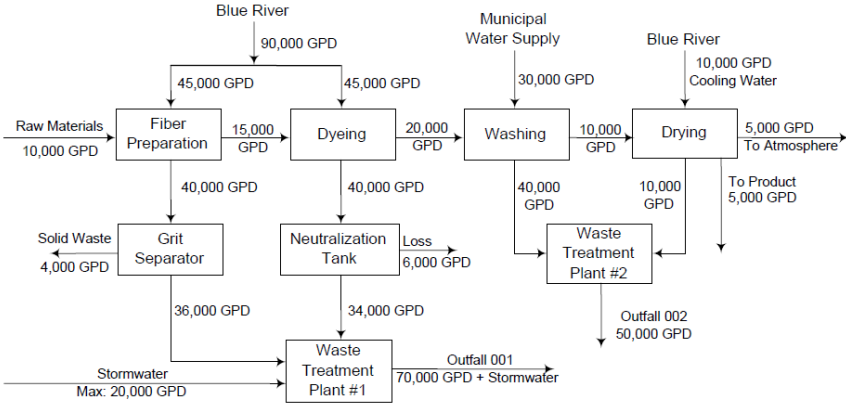 Blue River
90,000 GPD
45,000 GPD
45,000 GPD
Municipal
Water Supply
30,000 GPD
Blue River
10,000 GPD
Cooling Water
Raw Materials
10,000 GPD
Fiber
Preparation
15,000
GPD
Dyeing
20,000
GPD
Washing
10,000
GPD
Drying
5,000 GPD
To Atmosphere
40,000 GPD
40,000 GPD
40,000
GPD
10,000
GPD
To Product
5,000 GPD
Solid Waste
4,000 GPD
Grit
Separator
Neutralization
Tank
Loss
6,000 GPD
Waste
Treatment
Plant #2
36,000 GPD
34,000 GPD
Outfall 002
50,000 GPD
Stormwater
Max: 20,000 GPD
Waste
Treatment
Plant #1
Outfall 001
70,000 GPD + Stormwater